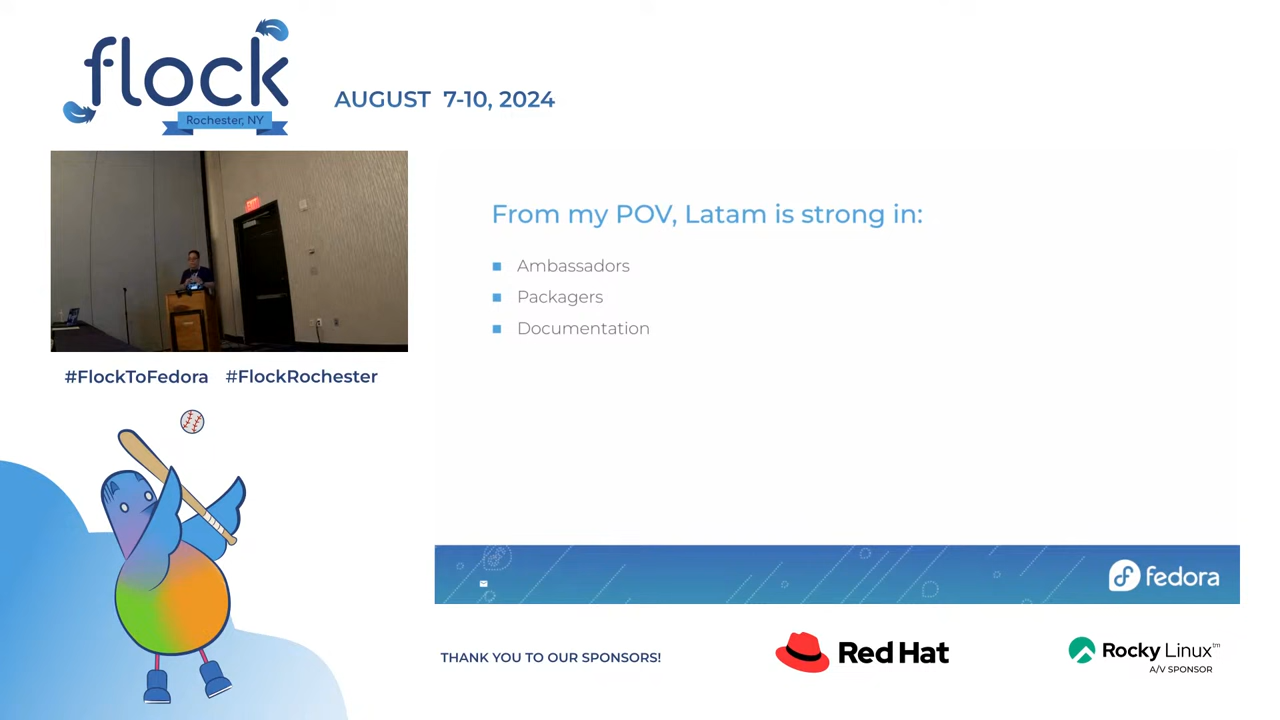 flock
Rochester, NY
AUGUST 7-10, 2024
From my POV, Latam is strong in:
Ambassadors
Packagers
Documentation
#FlockToFedora #FlockRochester
fedora
THANK YOU TO OUR SPONSORS!
Red Hat
Rocky Linux™
A/V SPONSOR